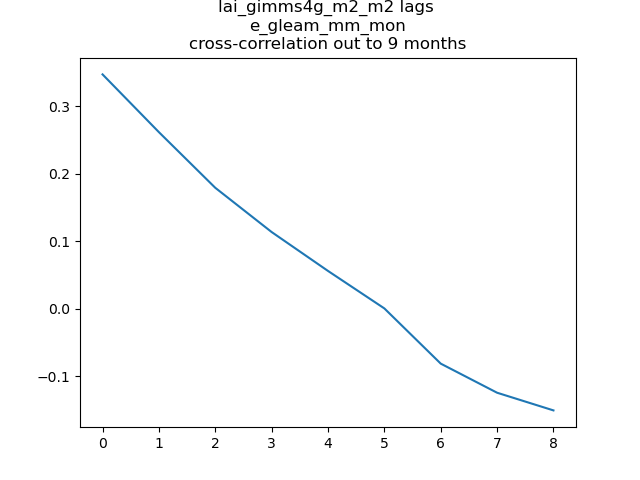 lai_gimms4g_m2_m2 lags
e_gleam_mm_mon
cross-correlation out to 9 months
0.3
0.2
0.1
0.0
−0.1
0 1 2 3 4 5 6 7 8